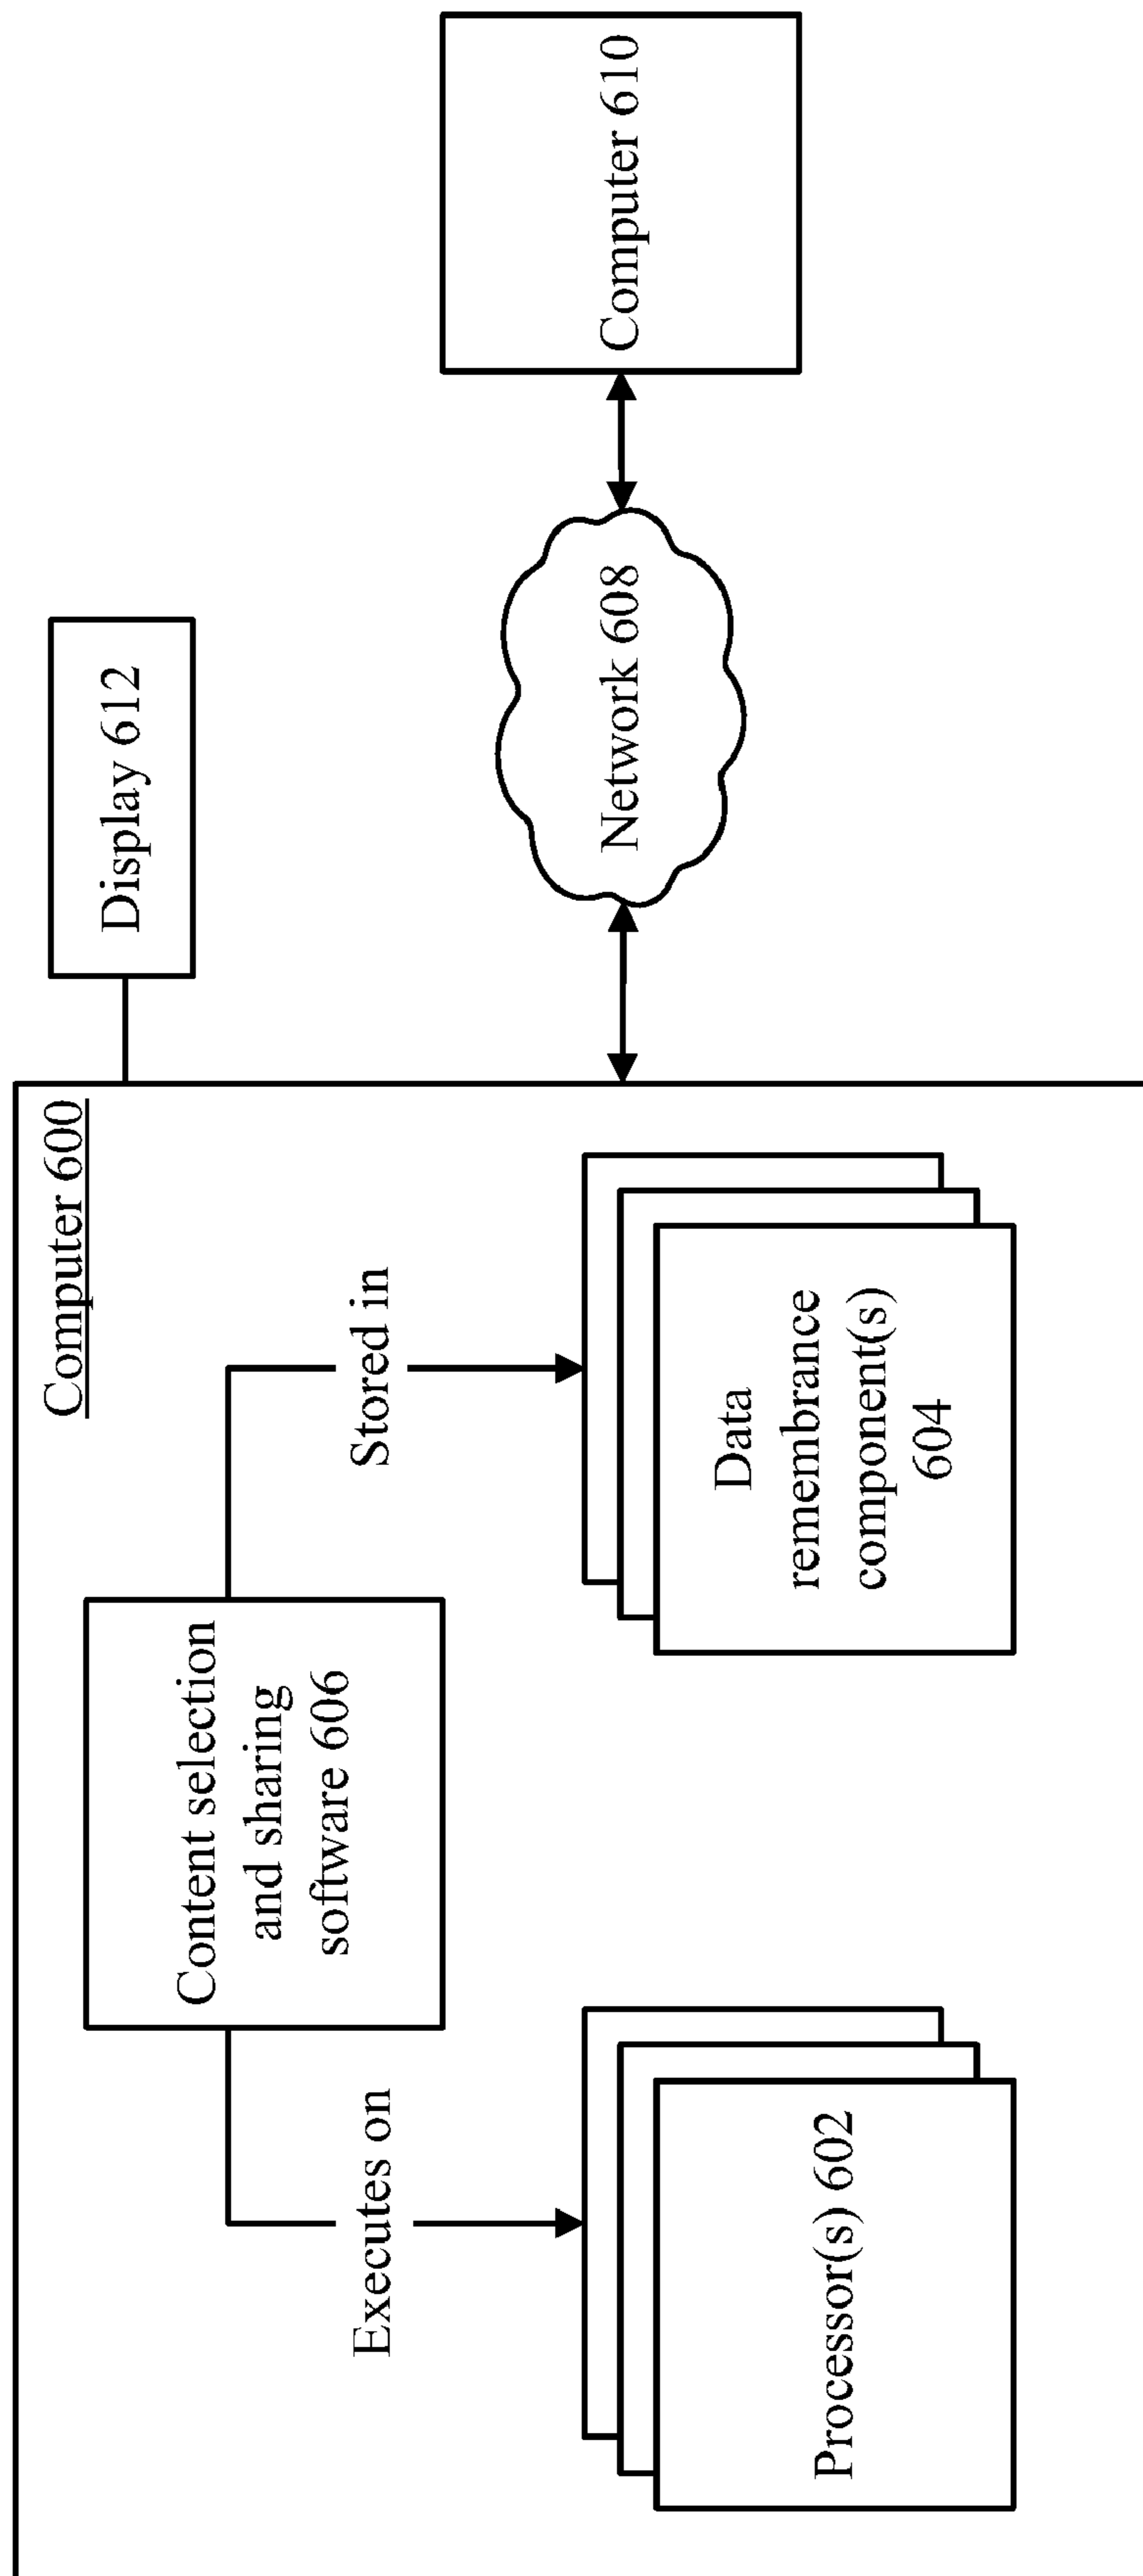 Computer 600
Content selection
and sharing
software 606
Executes on
Stored in
Processor(s) 602
Data
remembrance
component(s)
604
Display 612
Network 608
Computer 610